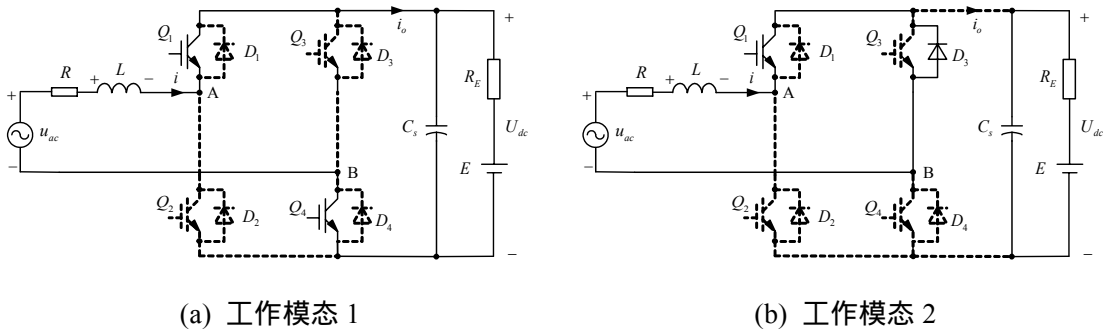 Q1 D1 Q3 D3 io +
R + L − i A RE
+ uac − Cs Udc
B E
Q2 D2 Q4 D4 −
(a) 工作模态 1
Q1 D1 Q3 D3 io +
R + L − i A RE
+ uac − Cs Udc
B E
Q2 D2 Q4 D4 −
(b) 工作模态 2